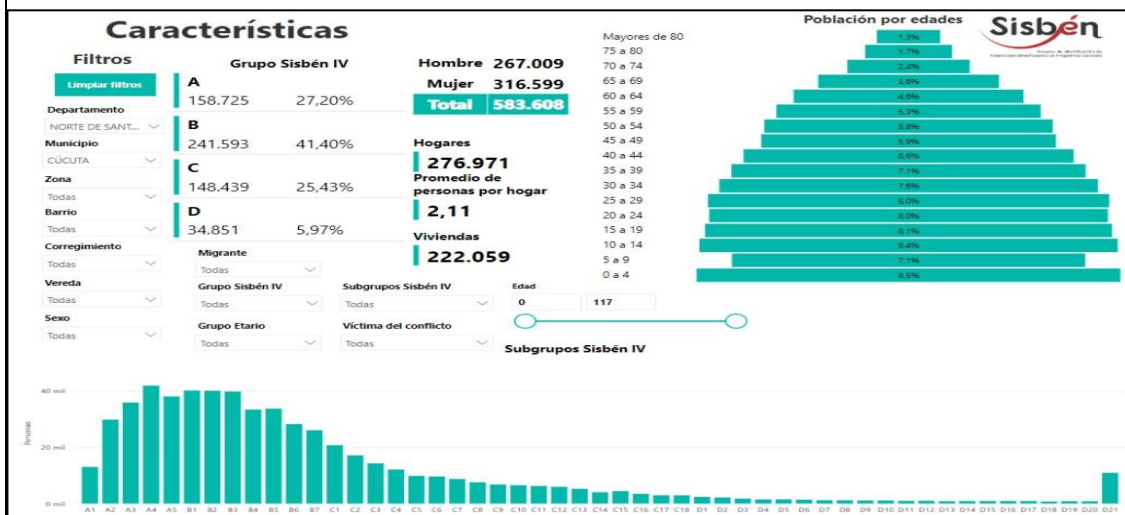 Características
Filtros
Limpiar filtros
Departamento
NORTE DE SANT...
Municipio
CÚCUTA
Zona
Todas
Barrio
Todas
Corregimiento
Todas
Vereda
Todas
Sexo
Todas
Grupo Sisbén IV
A
158.725 27,20%
B
241.593 41,40%
C
148.439 25,43%
D
34.851 5,97%
Hombre 267.009
Mujer 316.599
Total 583.608
Hogares
276.971
Promedio de
personas por hogar
2,11
Viviendas
222.059
Migrante
Todas
Grupo Sisbén IV
Todas
Subgrupos Sisbén IV
Todas
Grupo Etario
Todas
Víctima del conflicto
Todas
Edad
0 117
Población por edades
Sisbén
Mayores de 80 1,3%
75 a 80 1,7%
70 a 74 2,4%
65 a 69 3,6%
60 a 64 4,6%
55 a 59 5,3%
50 a 54 5,8%
45 a 49 5,9%
40 a 44 6,6%
35 a 39 7,1%
30 a 34 7,6%
25 a 29 8,0%
20 a 24 8,0%
15 a 19 8,1%
10 a 14 8,4%
5 a 9 7,1%
0 a 4 8,5%
Subgrupos Sisbén IV
Personas
40 mil
20 mil
0 mil
A1 A2 A3 A4 A5 B1 B2 B3 B4 B5 B6 B7 C1 C2 C3 C4 C5 C6 C7 C8 C9 C10 C11 C12 C13 C14 C15 C16 C17 C18 D1 D2 D3 D4 D5 D6 D7 D8 D9 D10 D11 D12 D13 D14 D15 D16 D17 D18 D19 D20 D21